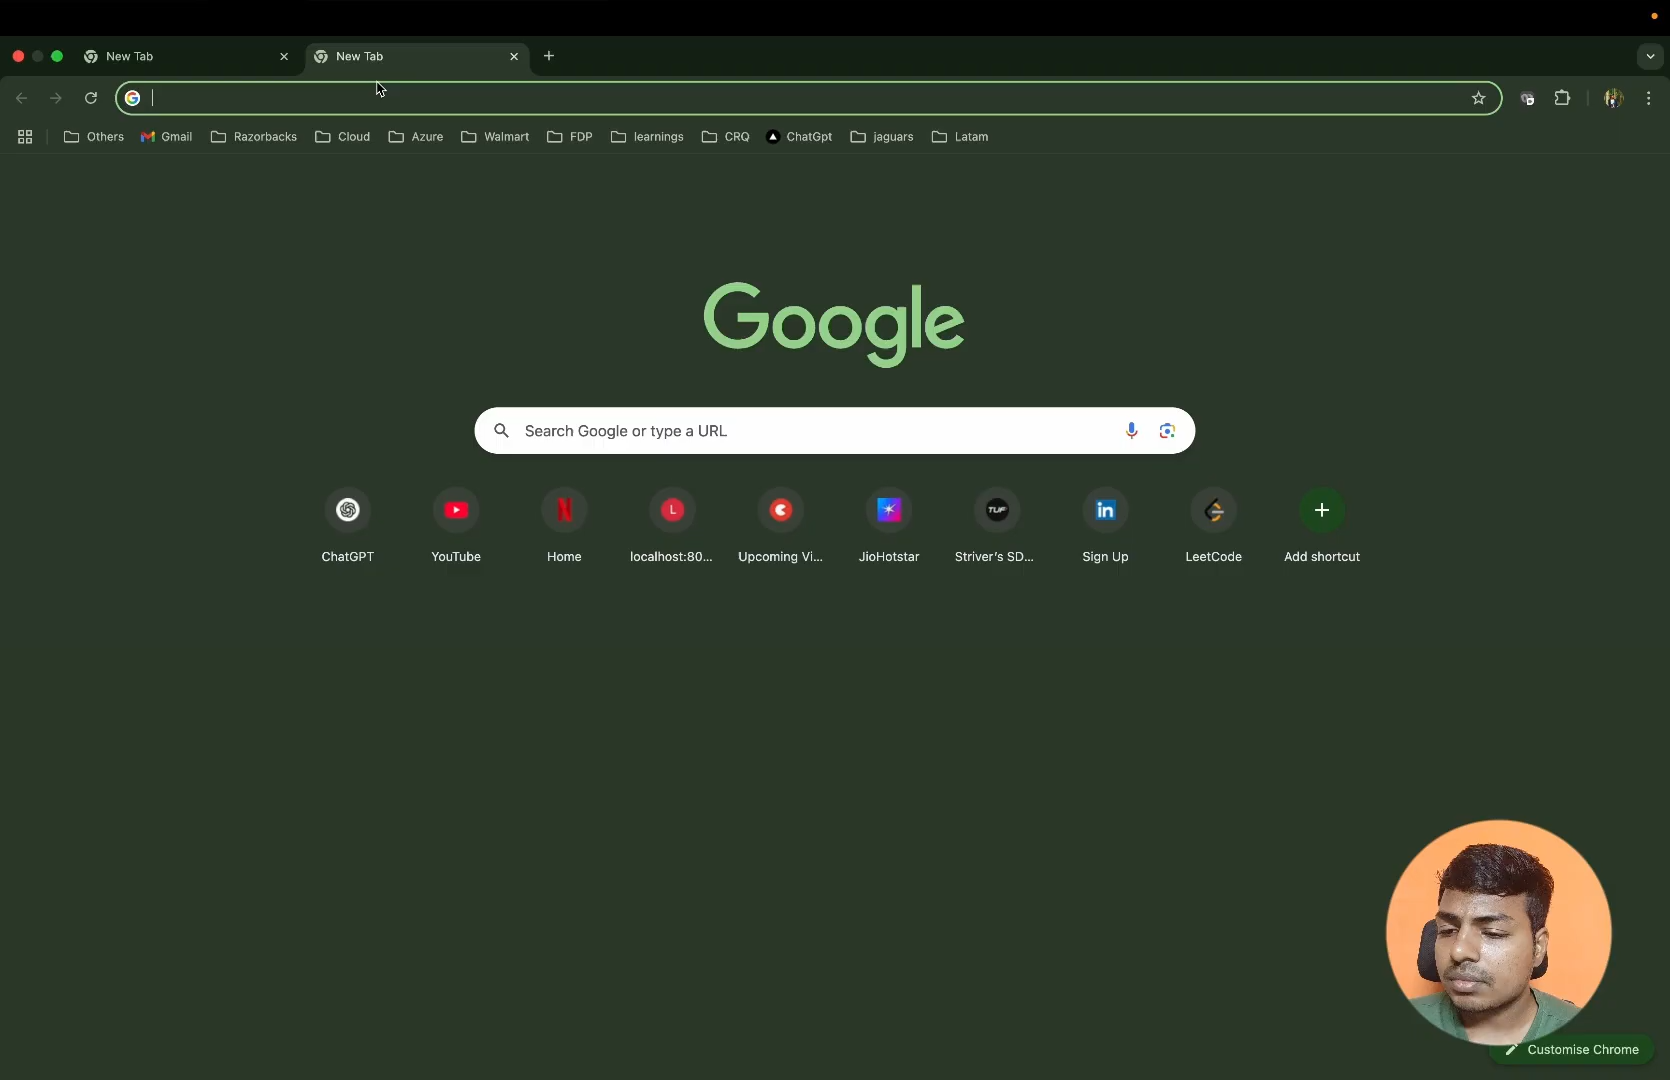 New Tab
New Tab
Others Gmail Razorbacks Cloud Azure Walmart FDP learnings CRQ ChatGpt jaguars Latam
Google
Search Google or type a URL
L TUF in
ChatGPT YouTube Home localhost:80... Upcoming Vi... JioHotstar Striver's SD... Sign Up LeetCode Add shortcut
Customise Chrome